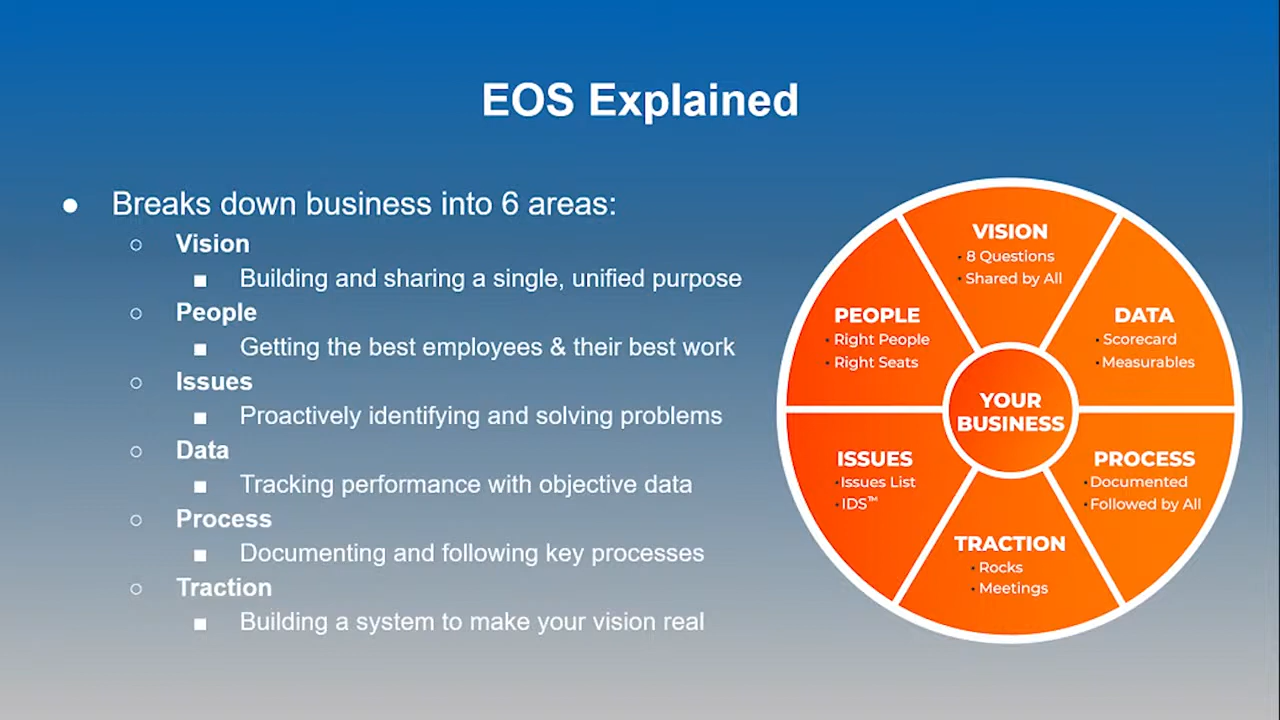 EOS Explained
● Breaks down business into 6 areas:
○ Vision
■ Building and sharing a single, unified purpose
○ People
■ Getting the best employees & their best work
○ Issues
■ Proactively identifying and solving problems
○ Data
■ Tracking performance with objective data
○ Process
■ Documenting and following key processes
○ Traction
■ Building a system to make your vision real
VISION
• 8 Questions
• Shared by All
DATA
• Scorecard
• Measurables
PROCESS
• Documented
• Followed by All
TRACTION
• Rocks
• Meetings
ISSUES
• Issues List
• IDS™
PEOPLE
• Right People
• Right Seats
YOUR
BUSINESS